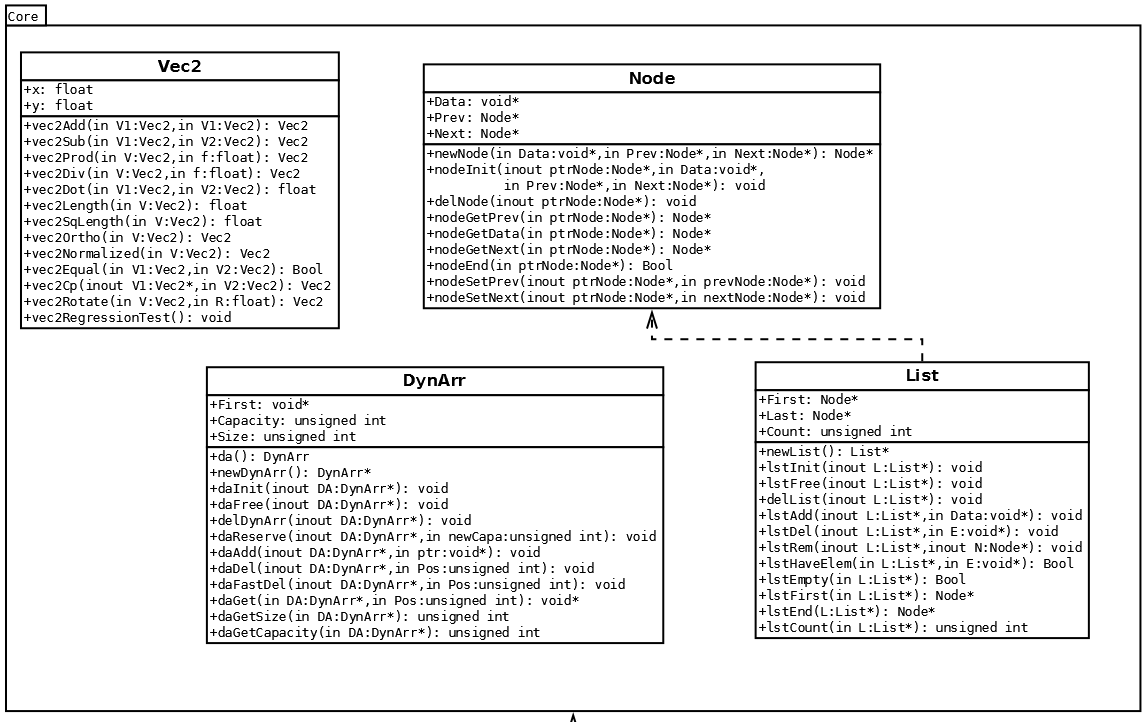 Core
Vec2
+x: float
+y: float
+vec2Add(in V1:Vec2,in V1:Vec2): Vec2
+vec2Sub(in V1:Vec2,in V2:Vec2): Vec2
+vec2Prod(in V:Vec2,in f:float): Vec2
+vec2Div(in V:Vec2,in f:float): Vec2
+vec2Dot(in V1:Vec2,in V2:Vec2): float
+vec2Length(in V:Vec2): float
+vec2SqLength(in V:Vec2): float
+vec2Ortho(in V:Vec2): Vec2
+vec2Normalized(in V:Vec2): Vec2
+vec2Equal(in V1:Vec2,in V2:Vec2): Bool
+vec2Cp(inout V1:Vec2*,in V2:Vec2): Vec2
+vec2Rotate(in V:Vec2,in R:float): Vec2
+vec2RegressionTest(): void
Node
+Data: void*
+Prev: Node*
+Next: Node*
+newNode(in Data:void*,in Prev:Node*,in Next:Node*): Node*
+nodeInit(inout ptrNode:Node*,in Data:void*,
in Prev:Node*,in Next:Node*): void
+delNode(inout ptrNode:Node*): void
+nodeGetPrev(in ptrNode:Node*): Node*
+nodeGetData(in ptrNode:Node*): Node*
+nodeGetNext(in ptrNode:Node*): Node*
+nodeEnd(in ptrNode:Node*): Bool
+nodeSetPrev(inout ptrNode:Node*,in prevNode:Node*): void
+nodeSetNext(inout ptrNode:Node*,in nextNode:Node*): void
DynArr
+First: void*
+Capacity: unsigned int
+Size: unsigned int
+da(): DynArr
+newDynArr(): DynArr*
+daInit(inout DA:DynArr*): void
+daFree(inout DA:DynArr*): void
+delDynArr(inout DA:DynArr*): void
+daReserve(inout DA:DynArr*,in newCapa:unsigned int): void
+daAdd(inout DA:DynArr*,in ptr:void*): void
+daDel(inout DA:DynArr*,in Pos:unsigned int): void
+daFastDel(inout DA:DynArr*,in Pos:unsigned int): void
+daGet(in DA:DynArr*,in Pos:unsigned int): void*
+daGetSize(in DA:DynArr*): unsigned int
+daGetCapacity(in DA:DynArr*): unsigned int
List
+First: Node*
+Last: Node*
+Count: unsigned int
+newList(): List*
+lstInit(inout L:List*): void
+lstFree(inout L:List*): void
+delList(inout L:List*): void
+lstAdd(inout L:List*,in Data:void*): void
+lstDel(inout L:List*,in E:void*): void
+lstRem(inout L:List*,inout N:Node*): void
+lstHaveElem(in L:List*,in E:void*): Bool
+lstEmpty(in L:List*): Bool
+lstFirst(in L:List*): Node*
+lstEnd(L:List*): Node*
+lstCount(in L:List*): unsigned int